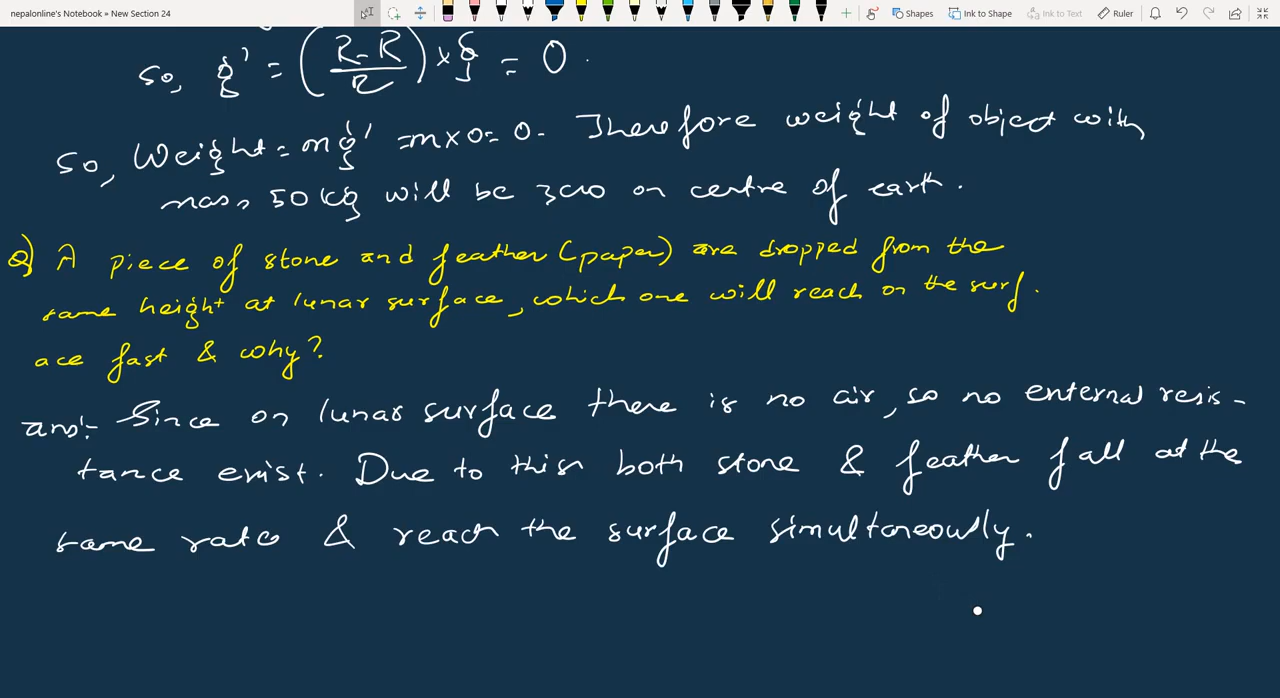 nepalonline's Notebook » New Section 24
Shapes
Ink to Shape
Ink to Text
Ruler
So, g' = (R-R/R) × g = 0.
So, Weight = mg' = m×0 = 0. Therefore weight of object with
mass 50 kg will be zero on centre of earth.
Q) A piece of stone and feather (paper) are dropped from the
same height at lunar surface, which one will reach on the surf.
ace fast & why?
ans:- Since on lunar surface there is no air, so no external resis-
tance exist. Due to this both stone & feather fall at the
same rate & reach the surface simultaneously.